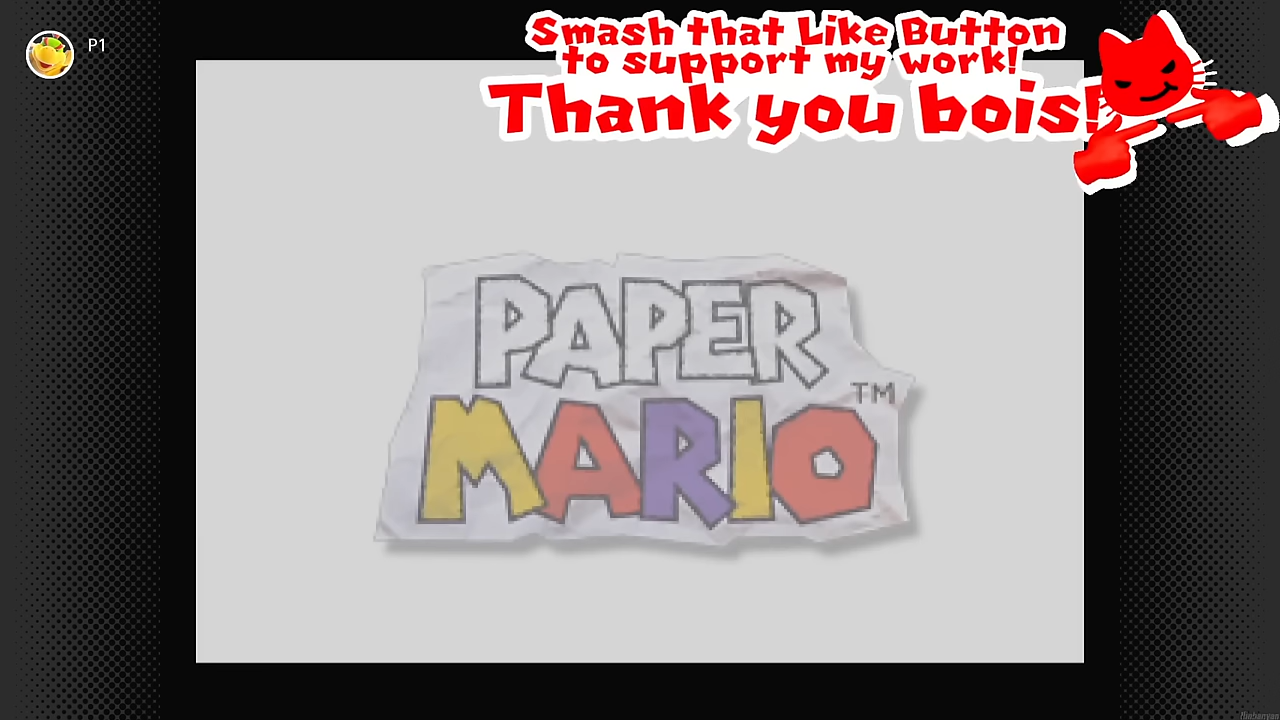 P1
Smash that Like Button
to support my work!
Thank you bois!
PAPER
MARIO
TM